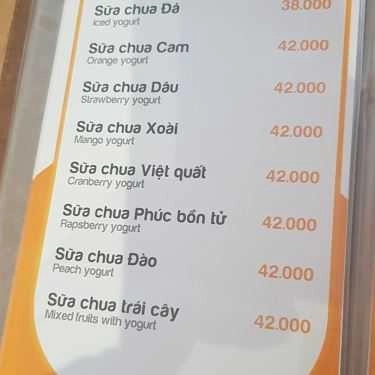 Sữa chua Đá 38.000
Iced yogurt
Sữa chua Cam 42.000
Orange yogurt
Sữa chua Dâu 42.000
Strawberry yogurt
Sữa chua Xoài 42.000
Mango yogurt
Sữa chua Việt quất 42.000
Cranberry yogurt
Sữa chua Phúc bồn tử 42.000
Rapsberry yogurt
Sữa chua Đào 42.000
Peach yogurt
Sữa chua trái cây 42.000
Mixed fruits with yogurt